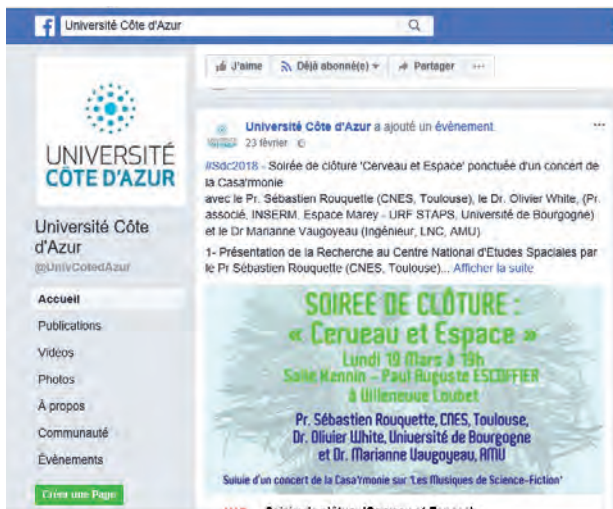 Université Côte d'Azur
J'aime Déjà abonné(e) Partager ...
UNIVERSITÉ
CÔTE D'AZUR
Université Côte
d'Azur
@UnivCotedAzur
Accueil
Publications
Vidéos
Photos
À propos
Communauté
Évènements
Créer une Page
Université Côte d'Azur a ajouté un évènement.
23 février
#Sdc2018 - Soirée de clôture 'Cerveau et Espace' ponctuée d'un concert de
la Casa'rmonie
avec le Pr. Sébastien Rouquette (CNES, Toulouse), le Dr. Olivier White, (Pr.
associé, INSERM, Espace Marey - URF STAPS, Université de Bourgogne)
et le Dr Marianne Vaugoyeau (Ingénieur, LNC, AMU)
1- Présentation de la Recherche au Centre National d'Etudes Spaciales par
le Pr Sébastien Rouquette (CNES, Toulouse)... Afficher la suite
SOIREE DE CLÔTURE :
« Cerveau et Espace »
Lundi 19 Mars à 19h
Salle Kennin - Paul Auguste ESCOFFIER
à Villeneuve Loubet
Pr. Sébastien Rouquette, CNES, Toulouse,
Dr. Olivier White, Université de Bourgogne
et Dr. Marianne Vaugoyeau, AMU
Suivie d'un concert de la Casa'rmonie sur 'Les Musiques de Science-Fiction'